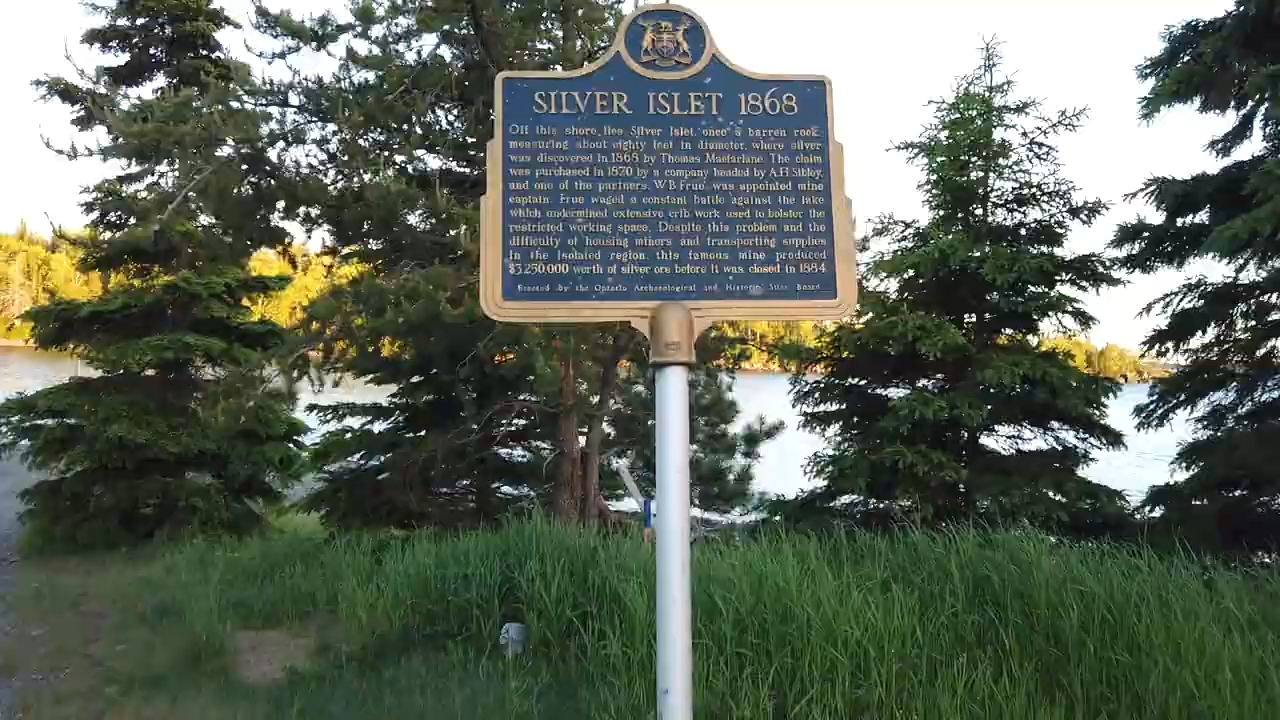 SILVER ISLET 1868
Off this shore lies Silver Islet, once a barren rock
measuring about eighty feet in diameter, where silver
was discovered in 1868 by Thomas Macfarlane. The claim
was purchased in 1870 by a company headed by A.H. Sibley,
and one of the partners, W.B. Frue, was appointed mine
captain. Frue waged a constant battle against the lake
which undermined extensive crib work used to bolster the
restricted working space. Despite this problem and the
difficulty of housing miners and transporting supplies
in the isolated region, this famous mine produced
$3,250,000 worth of silver ore before it was closed in 1884.
Erected by the Ontario Archaeological and Historic Sites Board